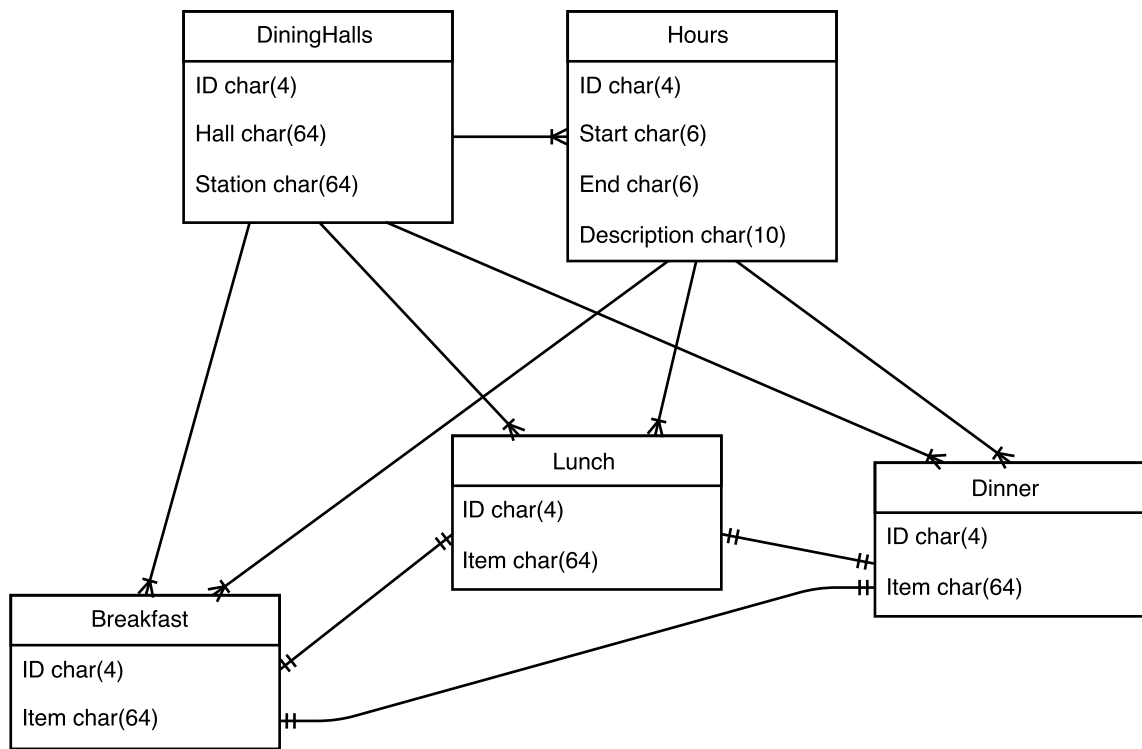 DiningHalls
ID char(4)
Hall char(64)
Station char(64)
Hours
ID char(4)
Start char(6)
End char(6)
Description char(10)
Lunch
ID char(4)
Item char(64)
Dinner
ID char(4)
Item char(64)
Breakfast
ID char(4)
Item char(64)